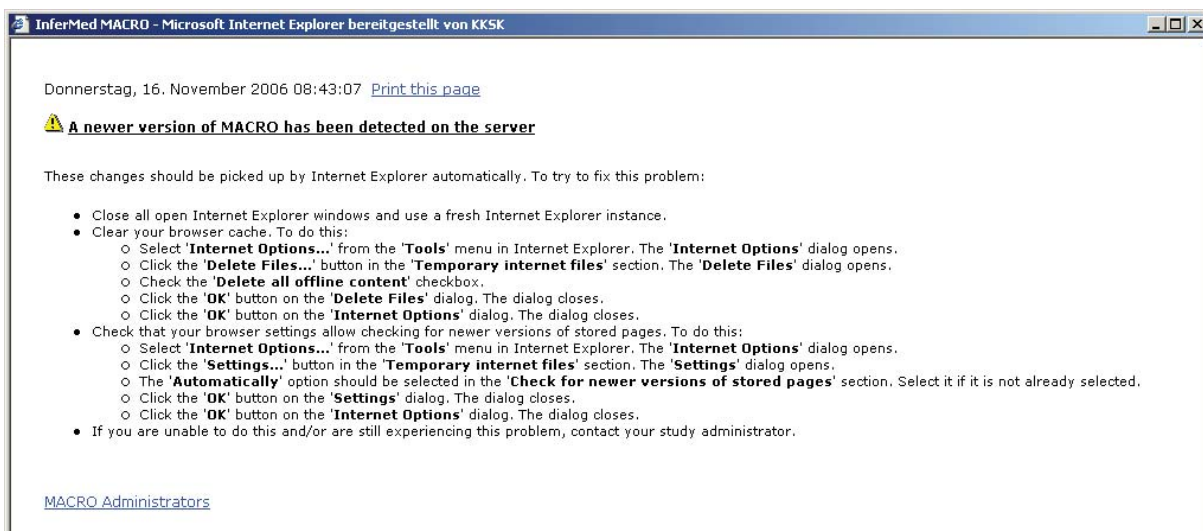 InferMed MACRO - Microsoft Internet Explorer bereitgestellt von KKSK
Donnerstag, 16. November 2006 08:43:07 Print this page
A newer version of MACRO has been detected on the server
These changes should be picked up by Internet Explorer automatically. To try to fix this problem:
Close all open Internet Explorer windows and use a fresh Internet Explorer instance.
Clear your browser cache. To do this:
Select 'Internet Options...' from the 'Tools' menu in Internet Explorer. The 'Internet Options' dialog opens.
Click the 'Delete Files...' button in the 'Temporary internet files' section. The 'Delete Files' dialog opens.
Check the 'Delete all offline content' checkbox.
Click the 'OK' button on the 'Delete Files' dialog. The dialog closes.
Click the 'OK' button on the 'Internet Options' dialog. The dialog closes.
Check that your browser settings allow checking for newer versions of stored pages. To do this:
Select 'Internet Options...' from the 'Tools' menu in Internet Explorer. The 'Internet Options' dialog opens.
Click the 'Settings...' button in the 'Temporary internet files' section. The 'Settings' dialog opens.
The 'Automatically' option should be selected in the 'Check for newer versions of stored pages' section. Select it if it is not already selected.
Click the 'OK' button on the 'Settings' dialog. The dialog closes.
Click the 'OK' button on the 'Internet Options' dialog. The dialog closes.
If you are unable to do this and/or are still experiencing this problem, contact your study administrator.
MACRO Administrators